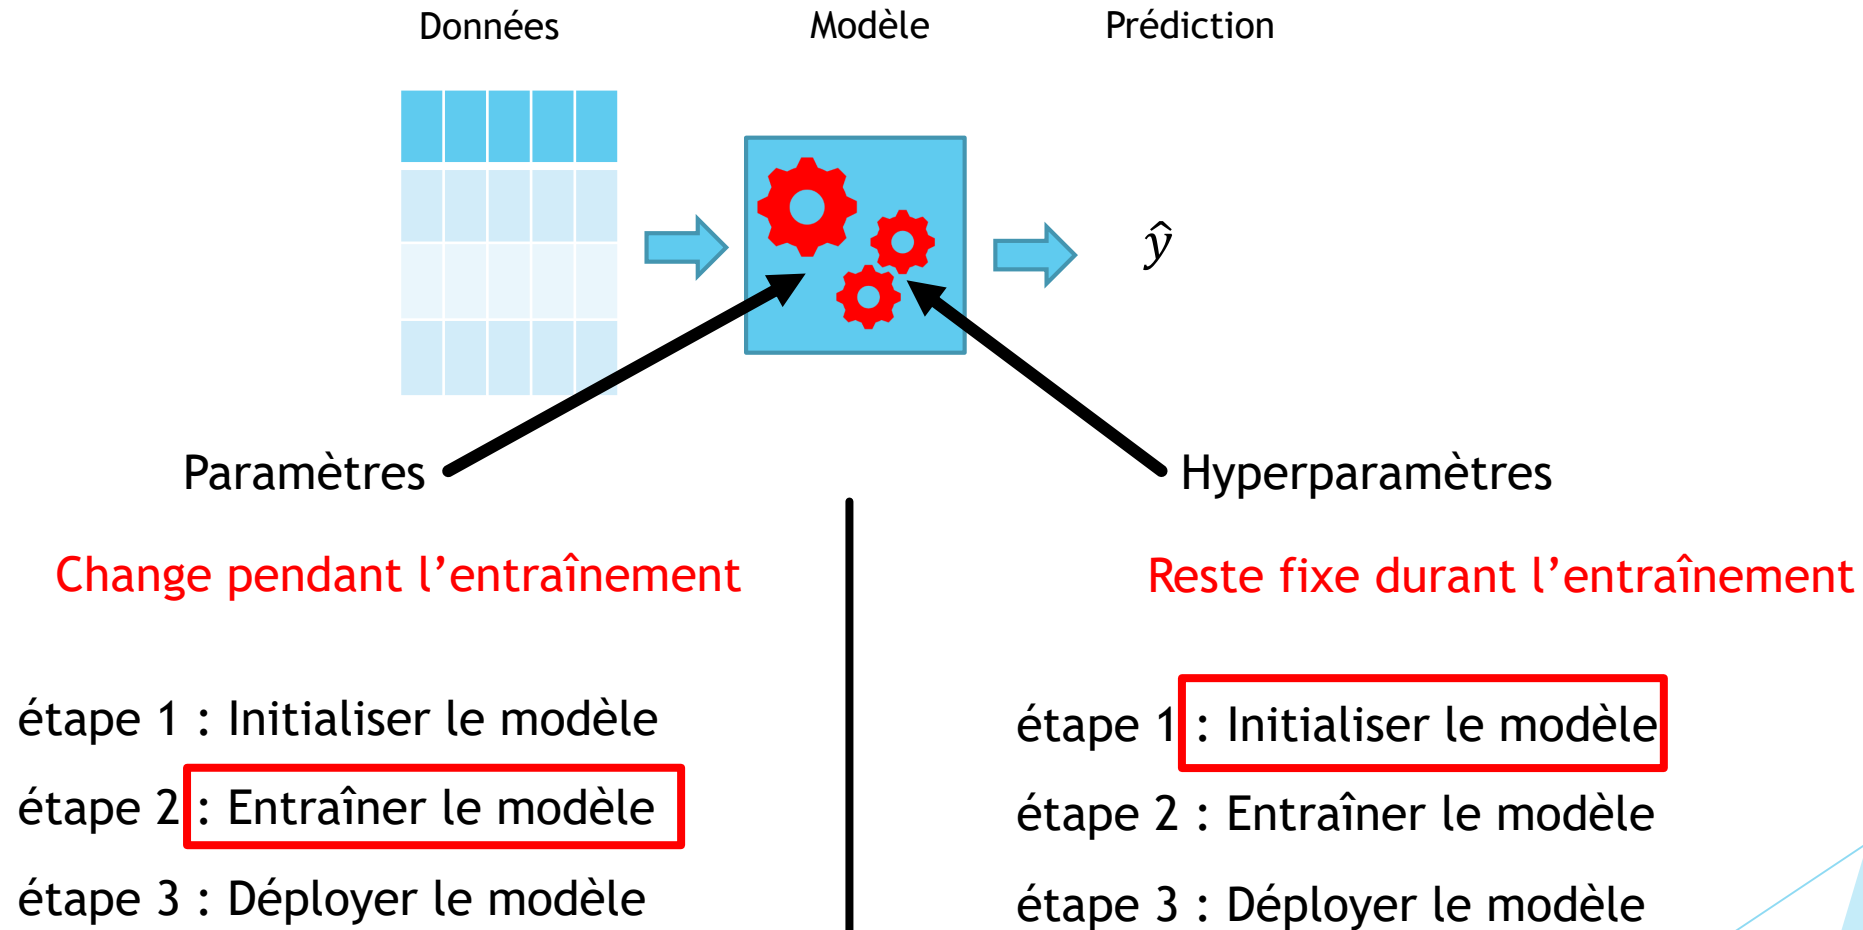 Données
Modèle
Prédiction
ŷ
Paramètres
Hyperparamètres
Change pendant l’entraînement
Reste fixe durant l’entraînement
étape 1 : Initialiser le modèle
étape 2 : Entraîner le modèle
étape 3 : Déployer le modèle
étape 1 : Initialiser le modèle
étape 2 : Entraîner le modèle
étape 3 : Déployer le modèle